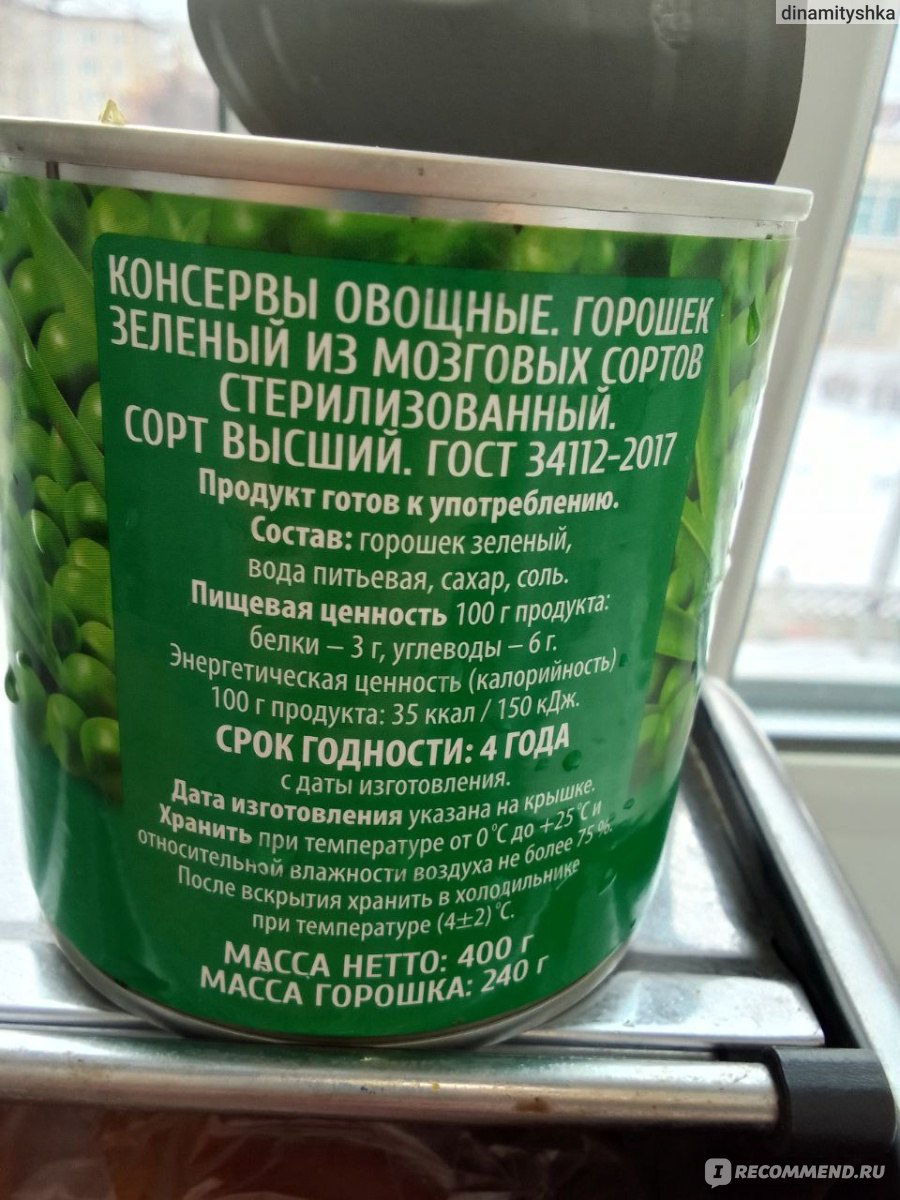 dinamityshka
КОНСЕРВЫ ОВОЩНЫЕ. ГОРОШЕК
ЗЕЛЕНЫЙ ИЗ МОЗГОВЫХ СОРТОВ
СТЕРИЛИЗОВАННЫЙ.
СОРТ ВЫСШИЙ. ГОСТ 34112-2017
Продукт готов к употреблению.
Состав: горошек зеленый,
вода питьевая, сахар, соль.
Пищевая ценность 100 г продукта:
белки – 3 г, углеводы – 6 г.
Энергетическая ценность (калорийность)
100 г продукта: 35 ккал / 150 кДж.
СРОК ГОДНОСТИ: 4 ГОДА
с даты изготовления.
Дата изготовления указана на крышке.
Хранить при температуре от 0°С до +25°С и
относительной влажности воздуха не более 75 %.
После вскрытия хранить в холодильнике
при температуре (4±2)°С.
МАССА НЕТТО: 400 г
МАССА ГОРОШКА: 240 г
IRECOMMEND.RU